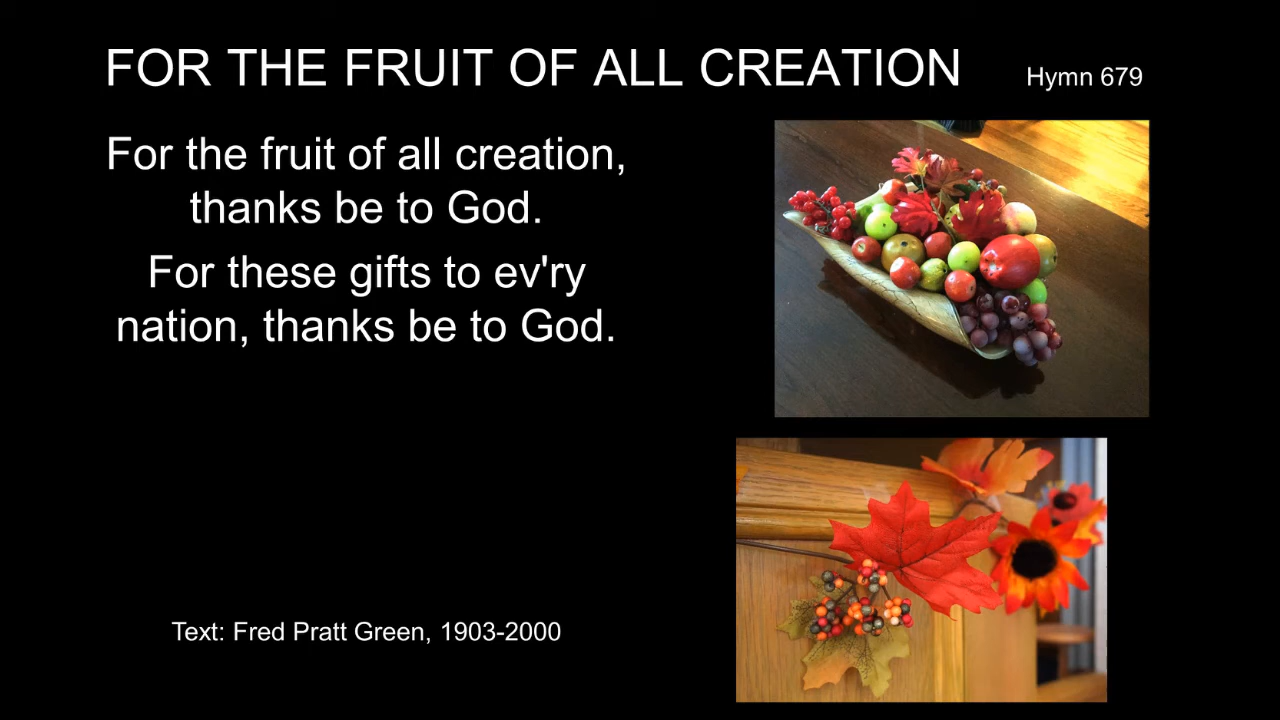 FOR THE FRUIT OF ALL CREATION
Hymn 679
For the fruit of all creation,
thanks be to God.
For these gifts to ev'ry
nation, thanks be to God.
Text: Fred Pratt Green, 1903-2000